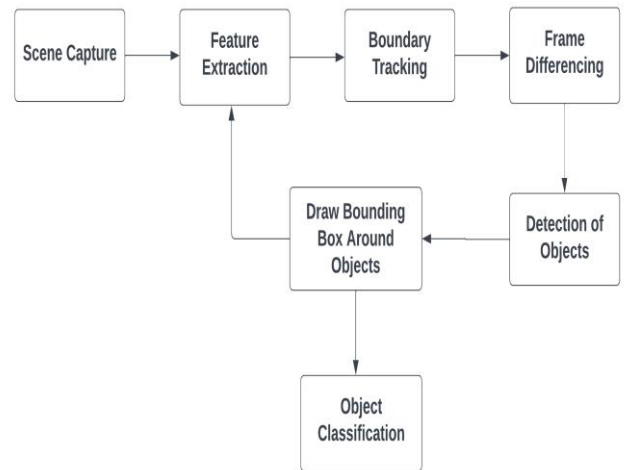 Scene Capture
Feature
Extraction
Boundary
Tracking
Frame
Differencing
Draw Bounding
Box Around
Objects
Detection of
Objects
Object
Classification